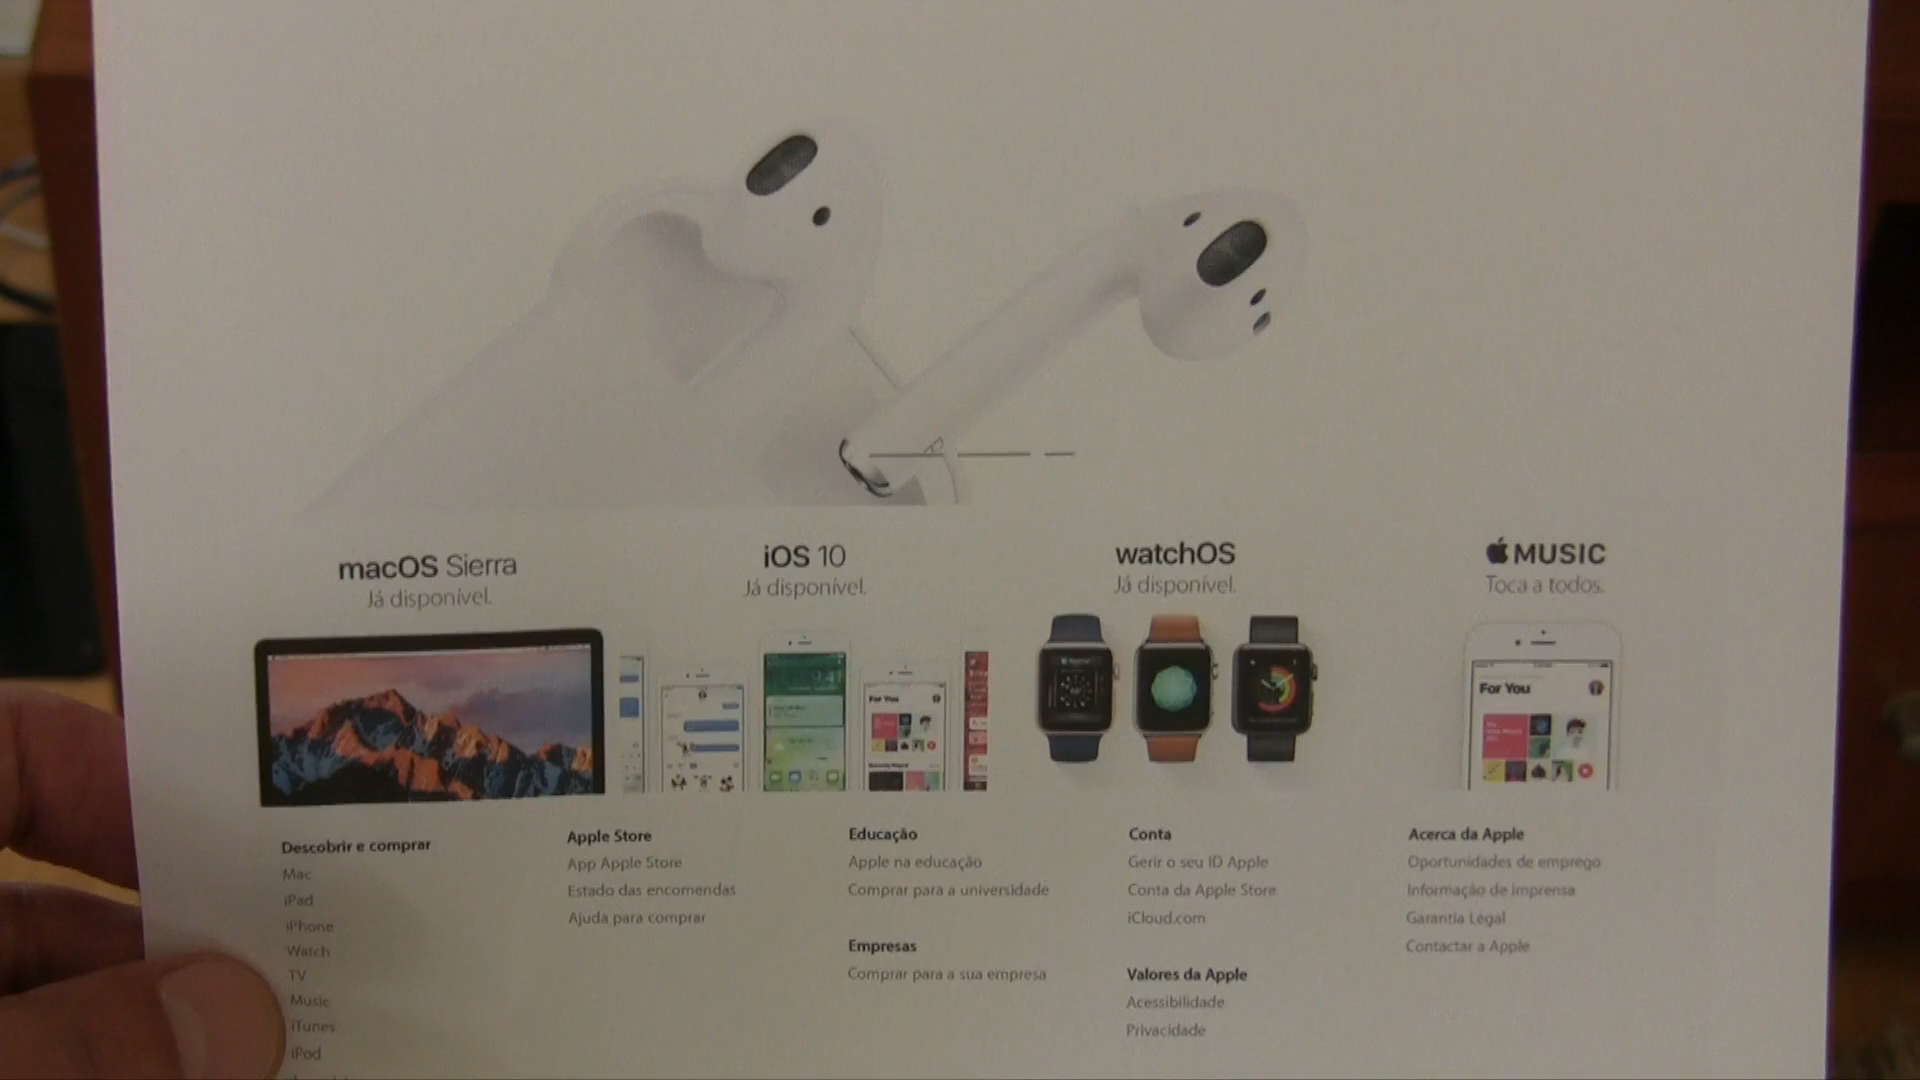 macOS Sierra
Já disponível.
iOS 10
Já disponível.
watchOS
Já disponível.
MUSIC
Toca a todos.
For You
For You
Descobrir e comprar
Mac
iPad
iPhone
Watch
TV
Music
iTunes
iPod
Apple Store
App Apple Store
Estado das encomendas
Ajuda para comprar
Educação
Apple na educação
Comprar para a universidade
Empresas
Comprar para a sua empresa
Conta
Gerir o seu ID Apple
Conta da Apple Store
iCloud.com
Valores da Apple
Acessibilidade
Privacidade
Acerca da Apple
Oportunidades de emprego
Informação de imprensa
Garantia Legal
Contactar a Apple